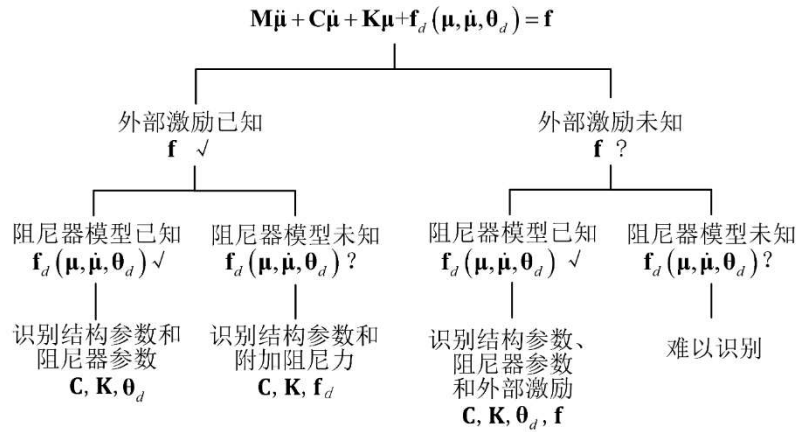 Mμ̈ + Cμ̇ + Kμ+f_d(μ, μ̇, θ_d) = f
外部激励已知
f √
外部激励未知
f ?
阻尼器模型已知
f_d(μ, μ̇, θ_d) √
阻尼器模型未知
f_d(μ, μ̇, θ_d) ?
阻尼器模型已知
f_d(μ, μ̇, θ_d) √
阻尼器模型未知
f_d(μ, μ̇, θ_d) ?
识别结构参数和
阻尼器参数
C, K, θ_d
识别结构参数和
附加阻尼力
C, K, f_d
识别结构参数、
阻尼器参数
和外部激励
C, K, θ_d, f
难以识别